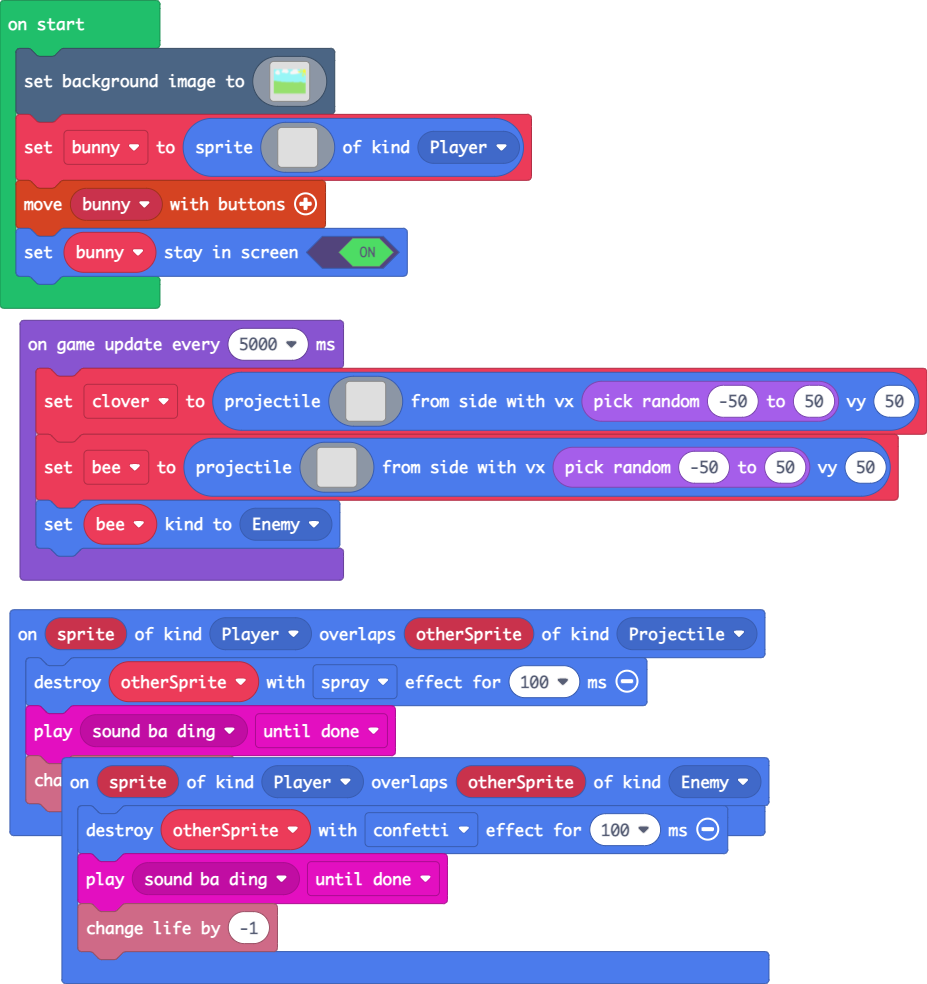 on start
set background image to
set bunny to sprite of kind Player
move bunny with buttons
set bunny stay in screen ON
on game update every 5000 ms
set clover to projectile from side with vx pick random -50 to 50 vy 50
set bee to projectile from side with vx pick random -50 to 50 vy 50
set bee kind to Enemy
on sprite of kind Player overlaps otherSprite of kind Projectile
destroy otherSprite with spray effect for 100 ms
play sound ba ding until done
cha
on sprite of kind Player overlaps otherSprite of kind Enemy
destroy otherSprite with confetti effect for 100 ms
play sound ba ding until done
change life by -1